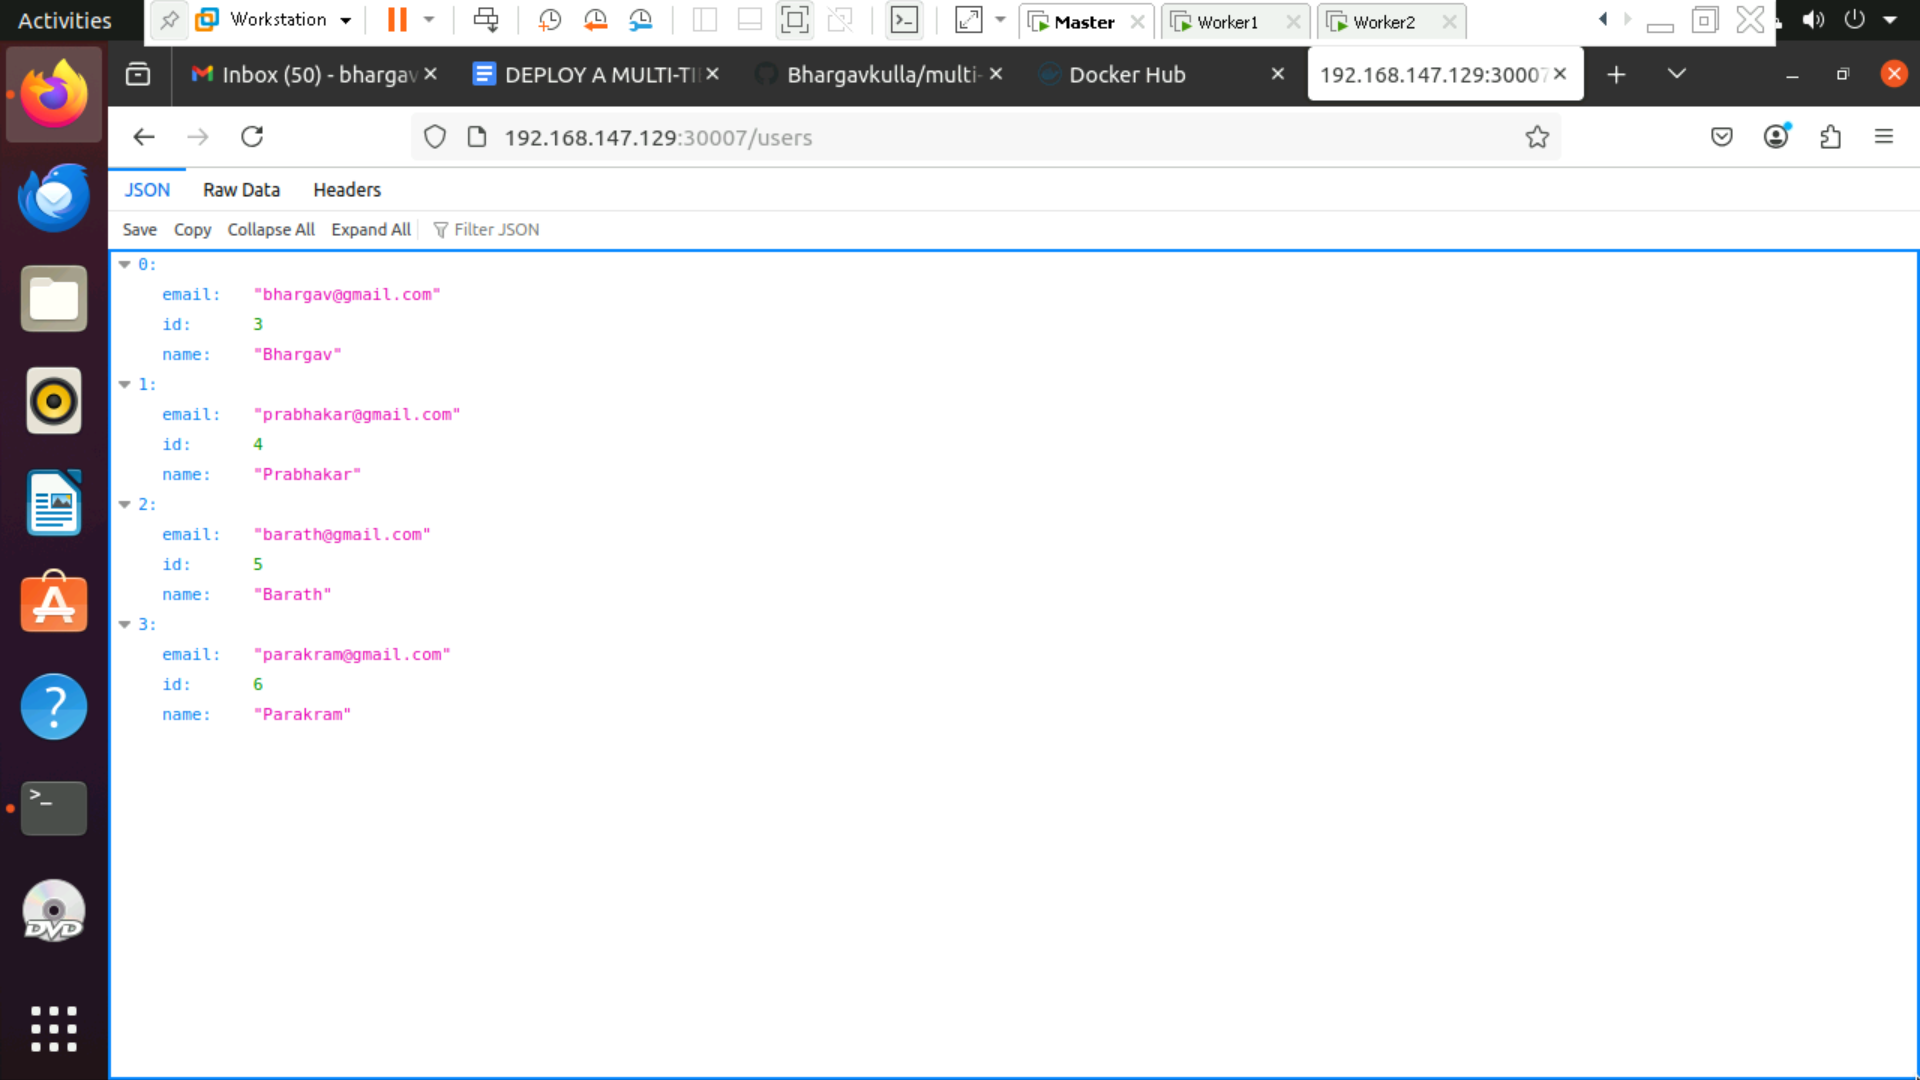 Activities
Workstation
Master
Worker1
Worker2
Inbox (50) - bhargav
DEPLOY A MULTI-TI
Bhargavkulla/multi-
Docker Hub
192.168.147.129:30007
192.168.147.129:30007/users
JSON Raw Data Headers
Save Copy Collapse All Expand All Filter JSON
0:
email: "bhargav@gmail.com"
id: 3
name: "Bhargav"
1:
email: "prabhakar@gmail.com"
id: 4
name: "Prabhakar"
2:
email: "barath@gmail.com"
id: 5
name: "Barath"
3:
email: "parakram@gmail.com"
id: 6
name: "Parakram"
DVD